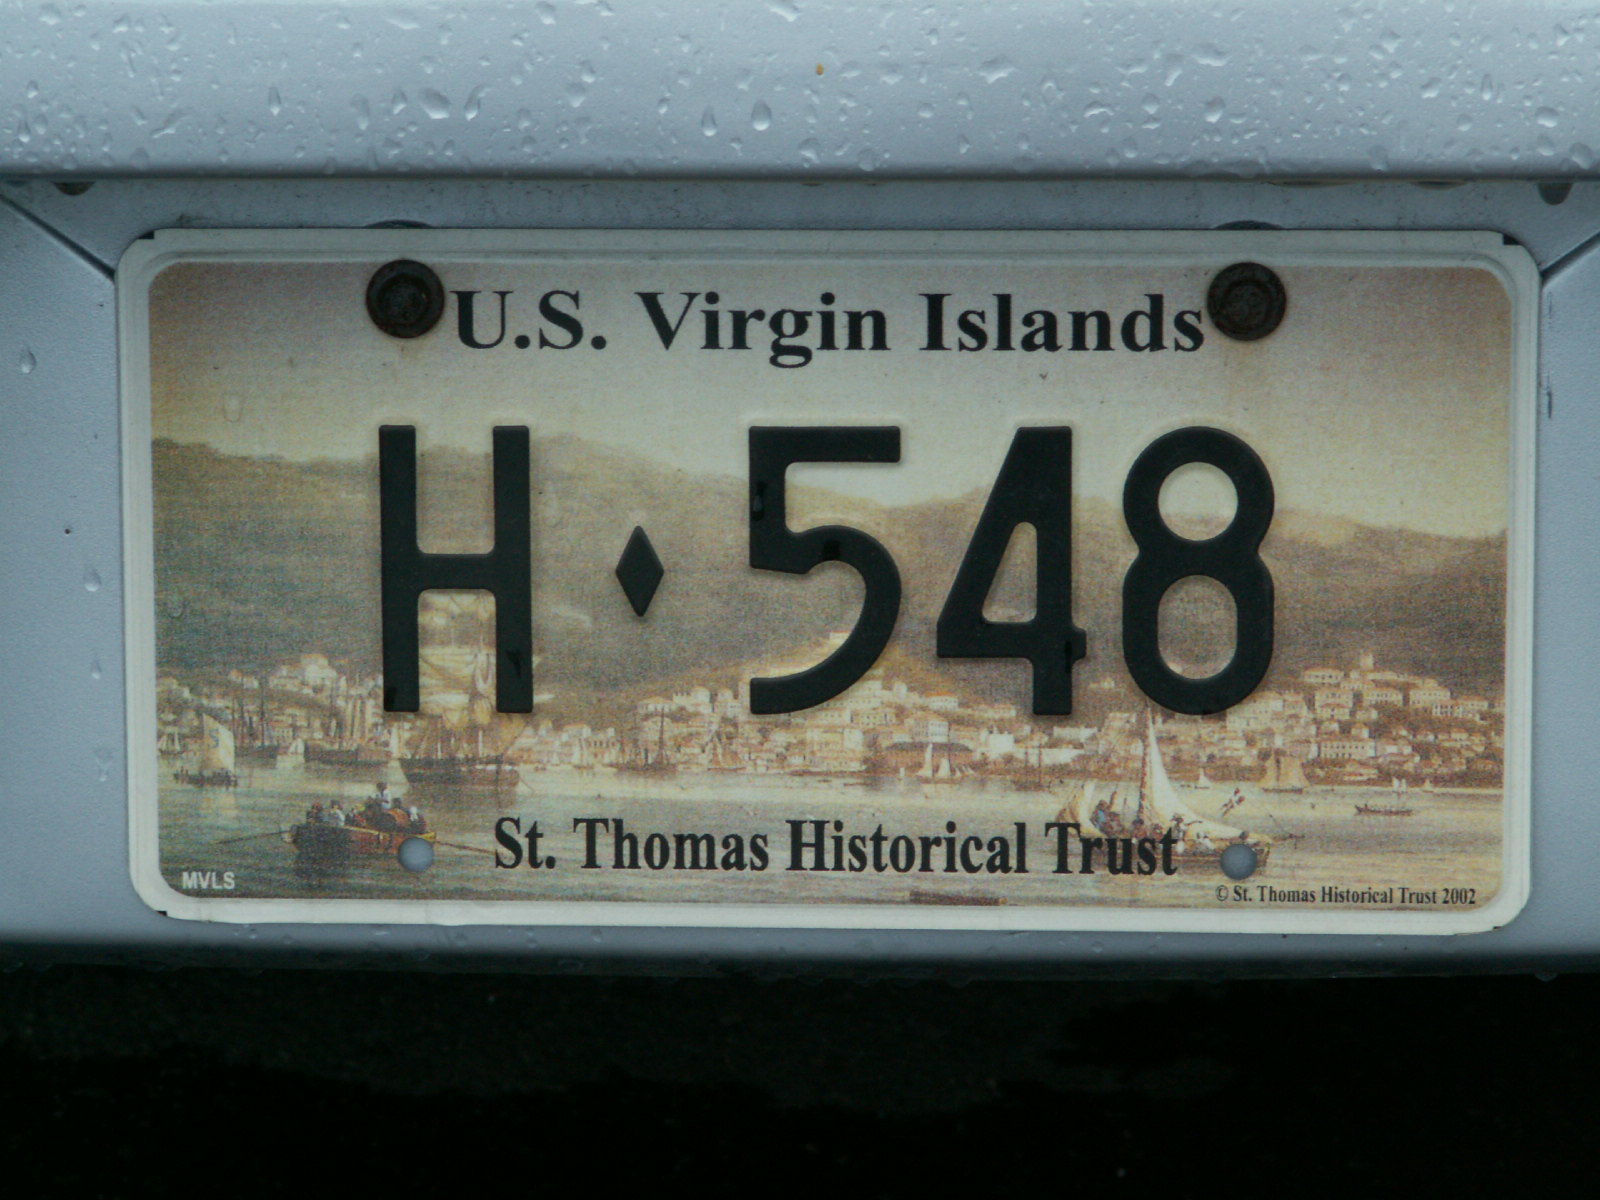 U.S. Virgin Islands
H♦548
St. Thomas Historical Trust
MVLS
© St. Thomas Historical Trust 2002